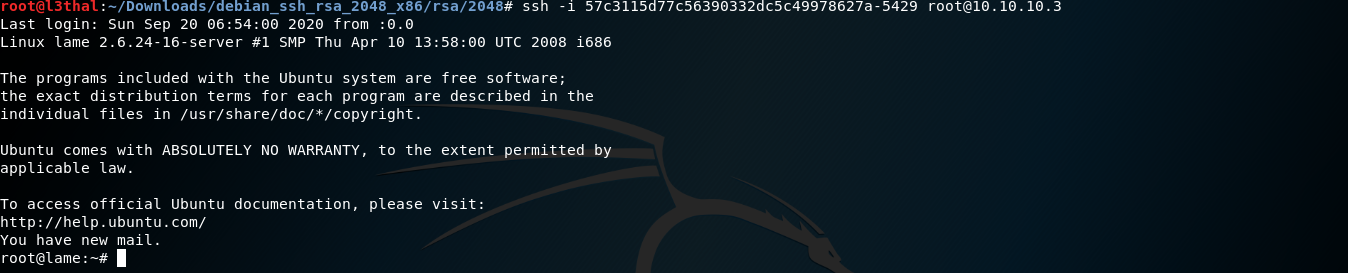 root@l3thal:~/Downloads/debian_ssh_rsa_2048_x86/rsa/2048# ssh -i 57c3115d77c56390332dc5c49978627a-5429 root@10.10.10.3
Last login: Sun Sep 20 06:54:00 2020 from :0.0
Linux lame 2.6.24-16-server #1 SMP Thu Apr 10 13:58:00 UTC 2008 i686
The programs included with the Ubuntu system are free software;
the exact distribution terms for each program are described in the
individual files in /usr/share/doc/*/copyright.
Ubuntu comes with ABSOLUTELY NO WARRANTY, to the extent permitted by
applicable law.
To access official Ubuntu documentation, please visit:
http://help.ubuntu.com/
You have new mail.
root@lame:~#